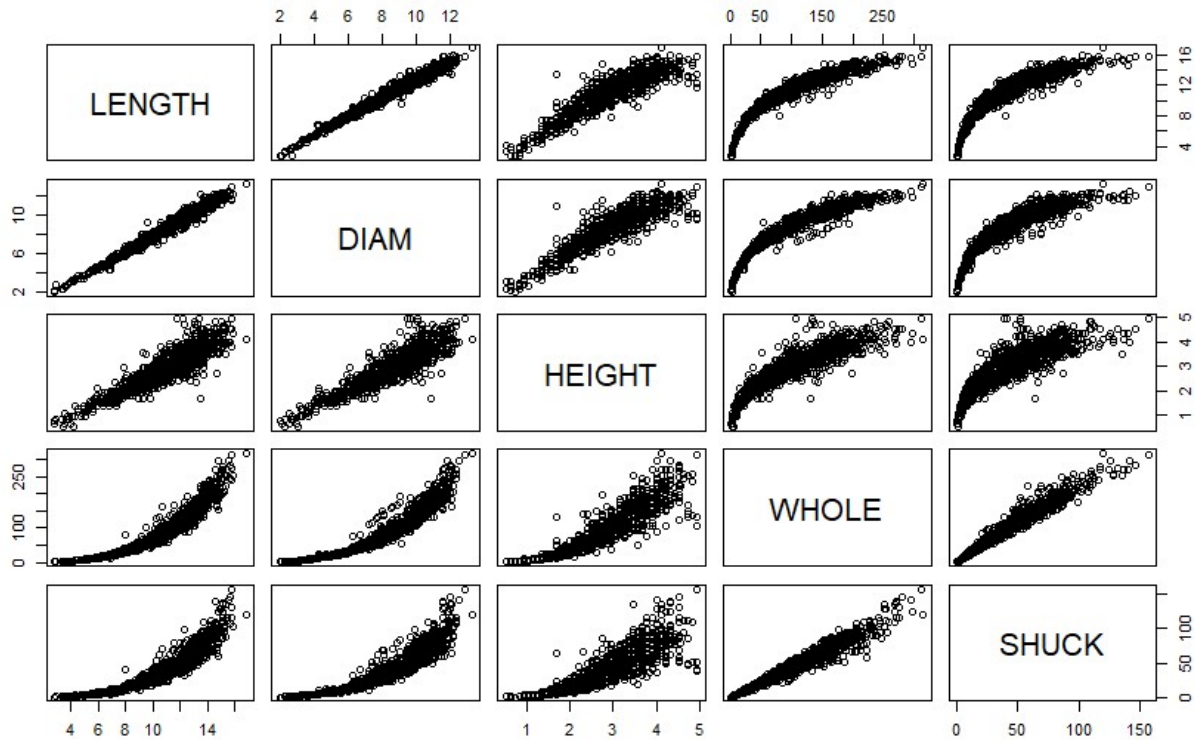 2 4 6 8 10 12
0 50 150 250
LENGTH
4 8 12 16
2 6 10
DIAM
HEIGHT
1 2 3 4 5
0 100 250
WHOLE
SHUCK
0 50 100
4 6 8 10 14
1 2 3 4 5
0 50 100 150